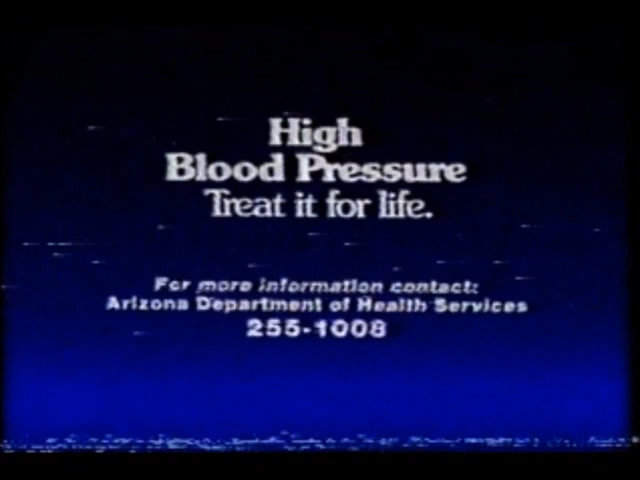 High
Blood Pressure
Treat it for life.
For more information contact:
Arizona Department of Health Services
255-1008